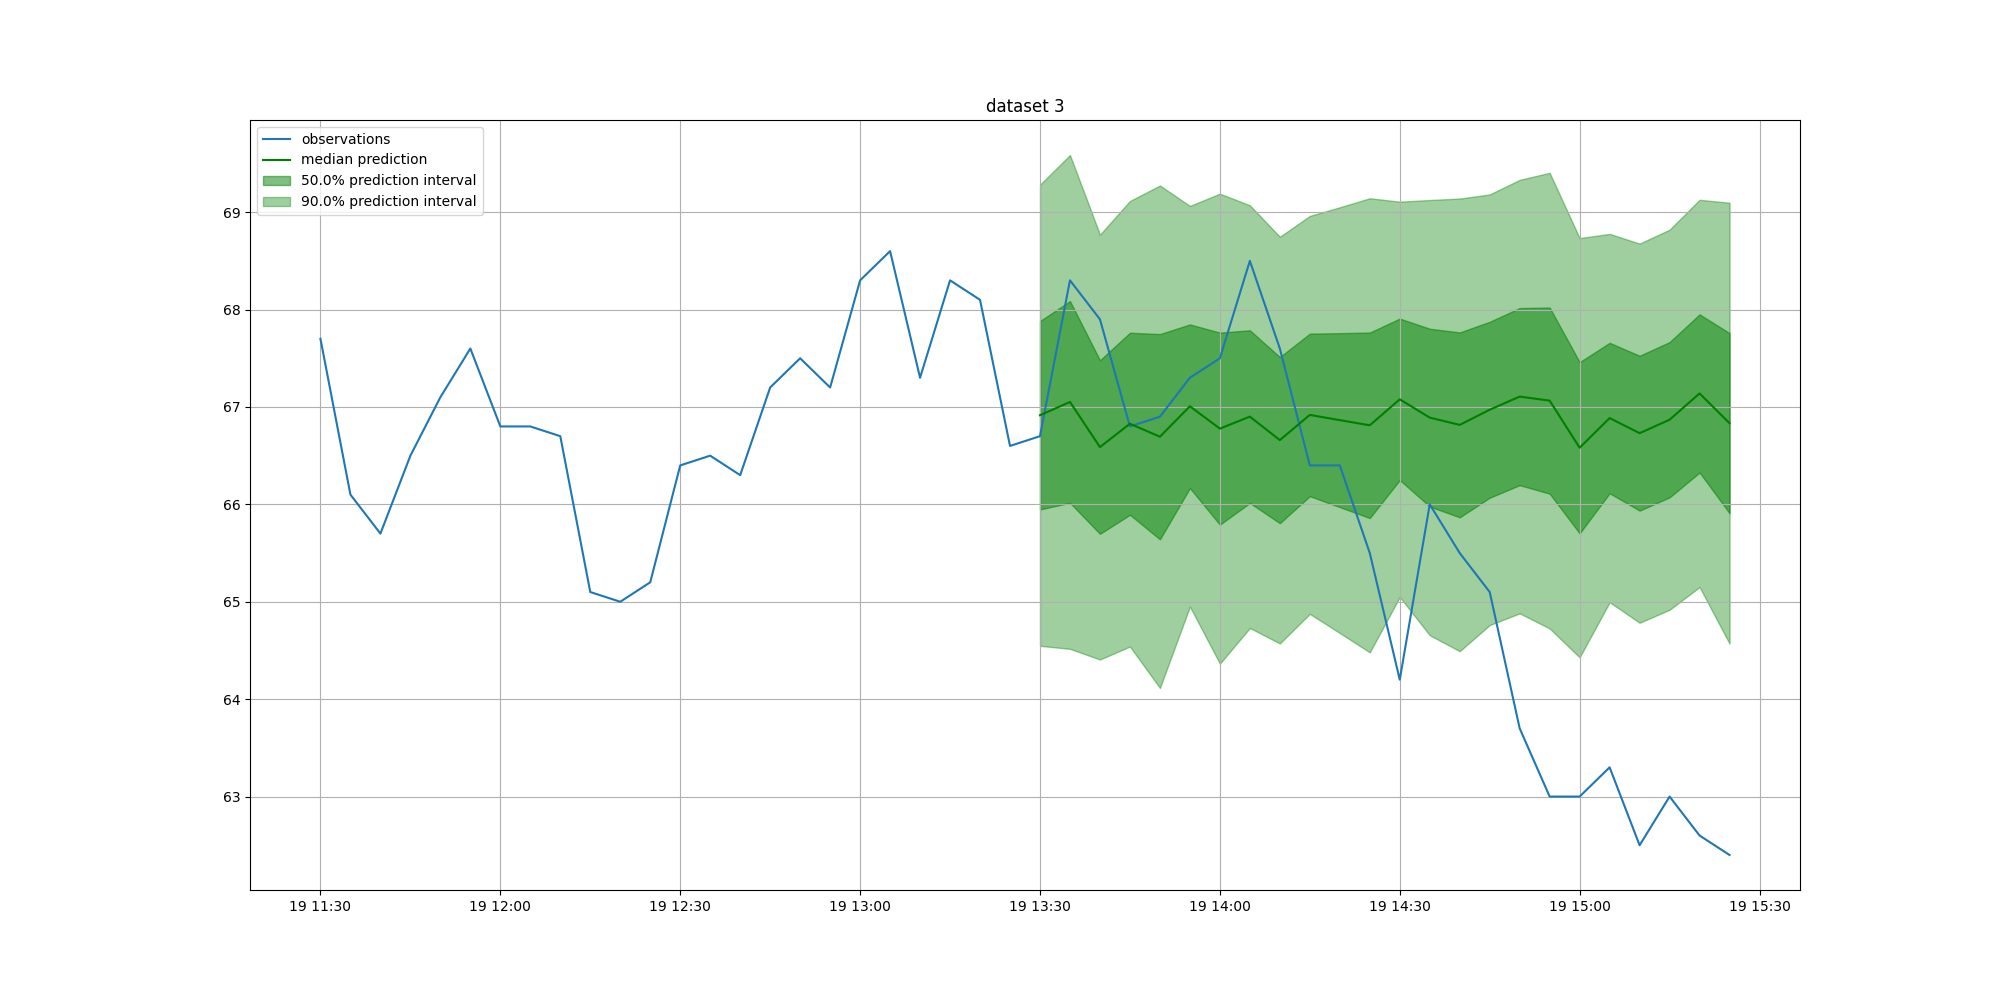 dataset 3
observations
median prediction
50.0% prediction interval
90.0% prediction interval
69
68
67
66
65
64
63
19 11:30 19 12:00 19 12:30 19 13:00 19 13:30 19 14:00 19 14:30 19 15:00 19 15:30